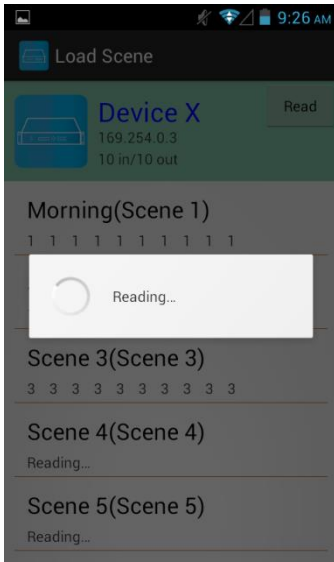 9:26 AM
Load Scene
Device X
Read
169.254.0.3
10 in/10 out
Morning(Scene 1)
1 1 1 1 1 1 1 1 1 1
Reading...
Scene 3(Scene 3)
3 3 3 3 3 3 3 3 3 3
Scene 4(Scene 4)
Reading...
Scene 5(Scene 5)
Reading...